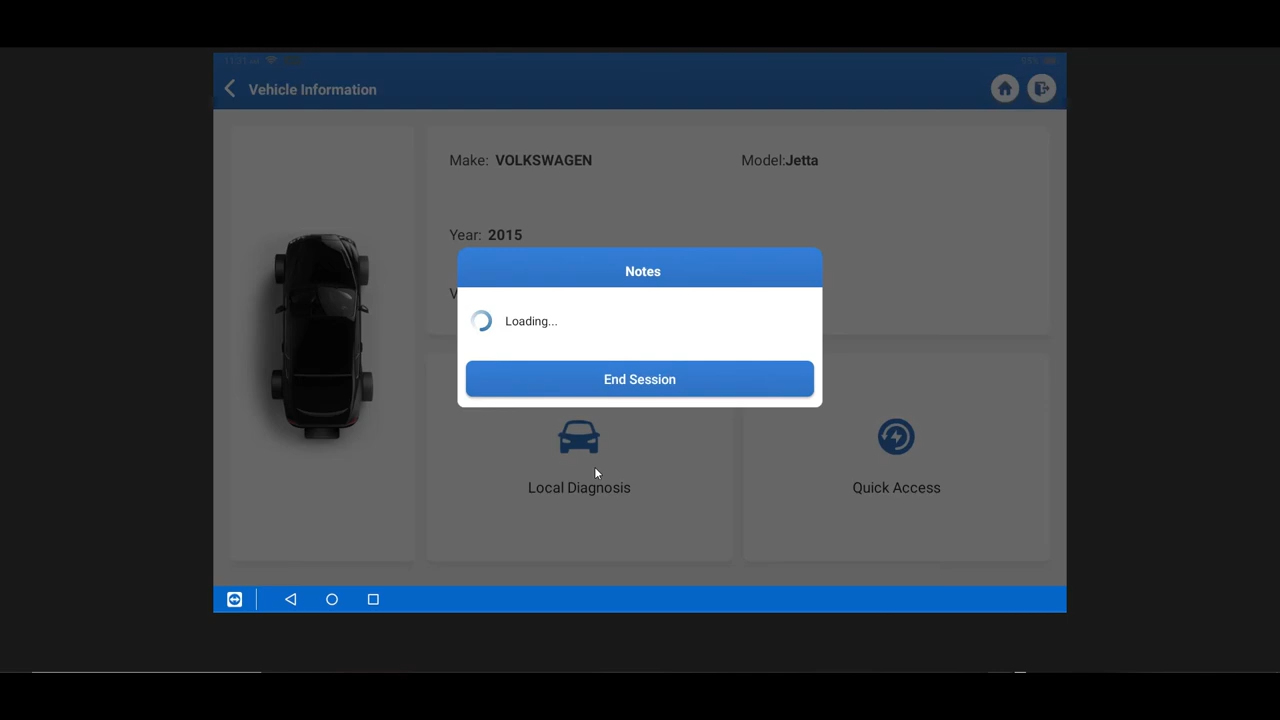 Vehicle Information
Make: VOLKSWAGEN
Model:Jetta
Year: 2015
V
Notes
Loading...
End Session
Local Diagnosis
Quick Access